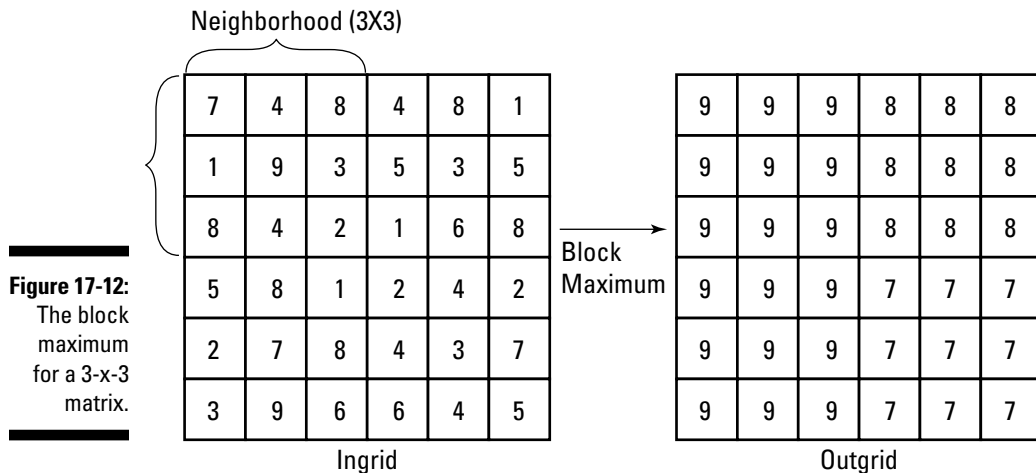 Neighborhood (3X3)
7 4 8 4 8 1
1 9 3 5 3 5
8 4 2 1 6 8
5 8 1 2 4 2
2 7 8 4 3 7
3 9 6 6 4 5
Ingrid
Block
Maximum
9 9 9 8 8 8
9 9 9 8 8 8
9 9 9 8 8 8
9 9 9 7 7 7
9 9 9 7 7 7
9 9 9 7 7 7
Outgrid
Figure 17-12:
The block
maximum
for a 3-x-3
matrix.